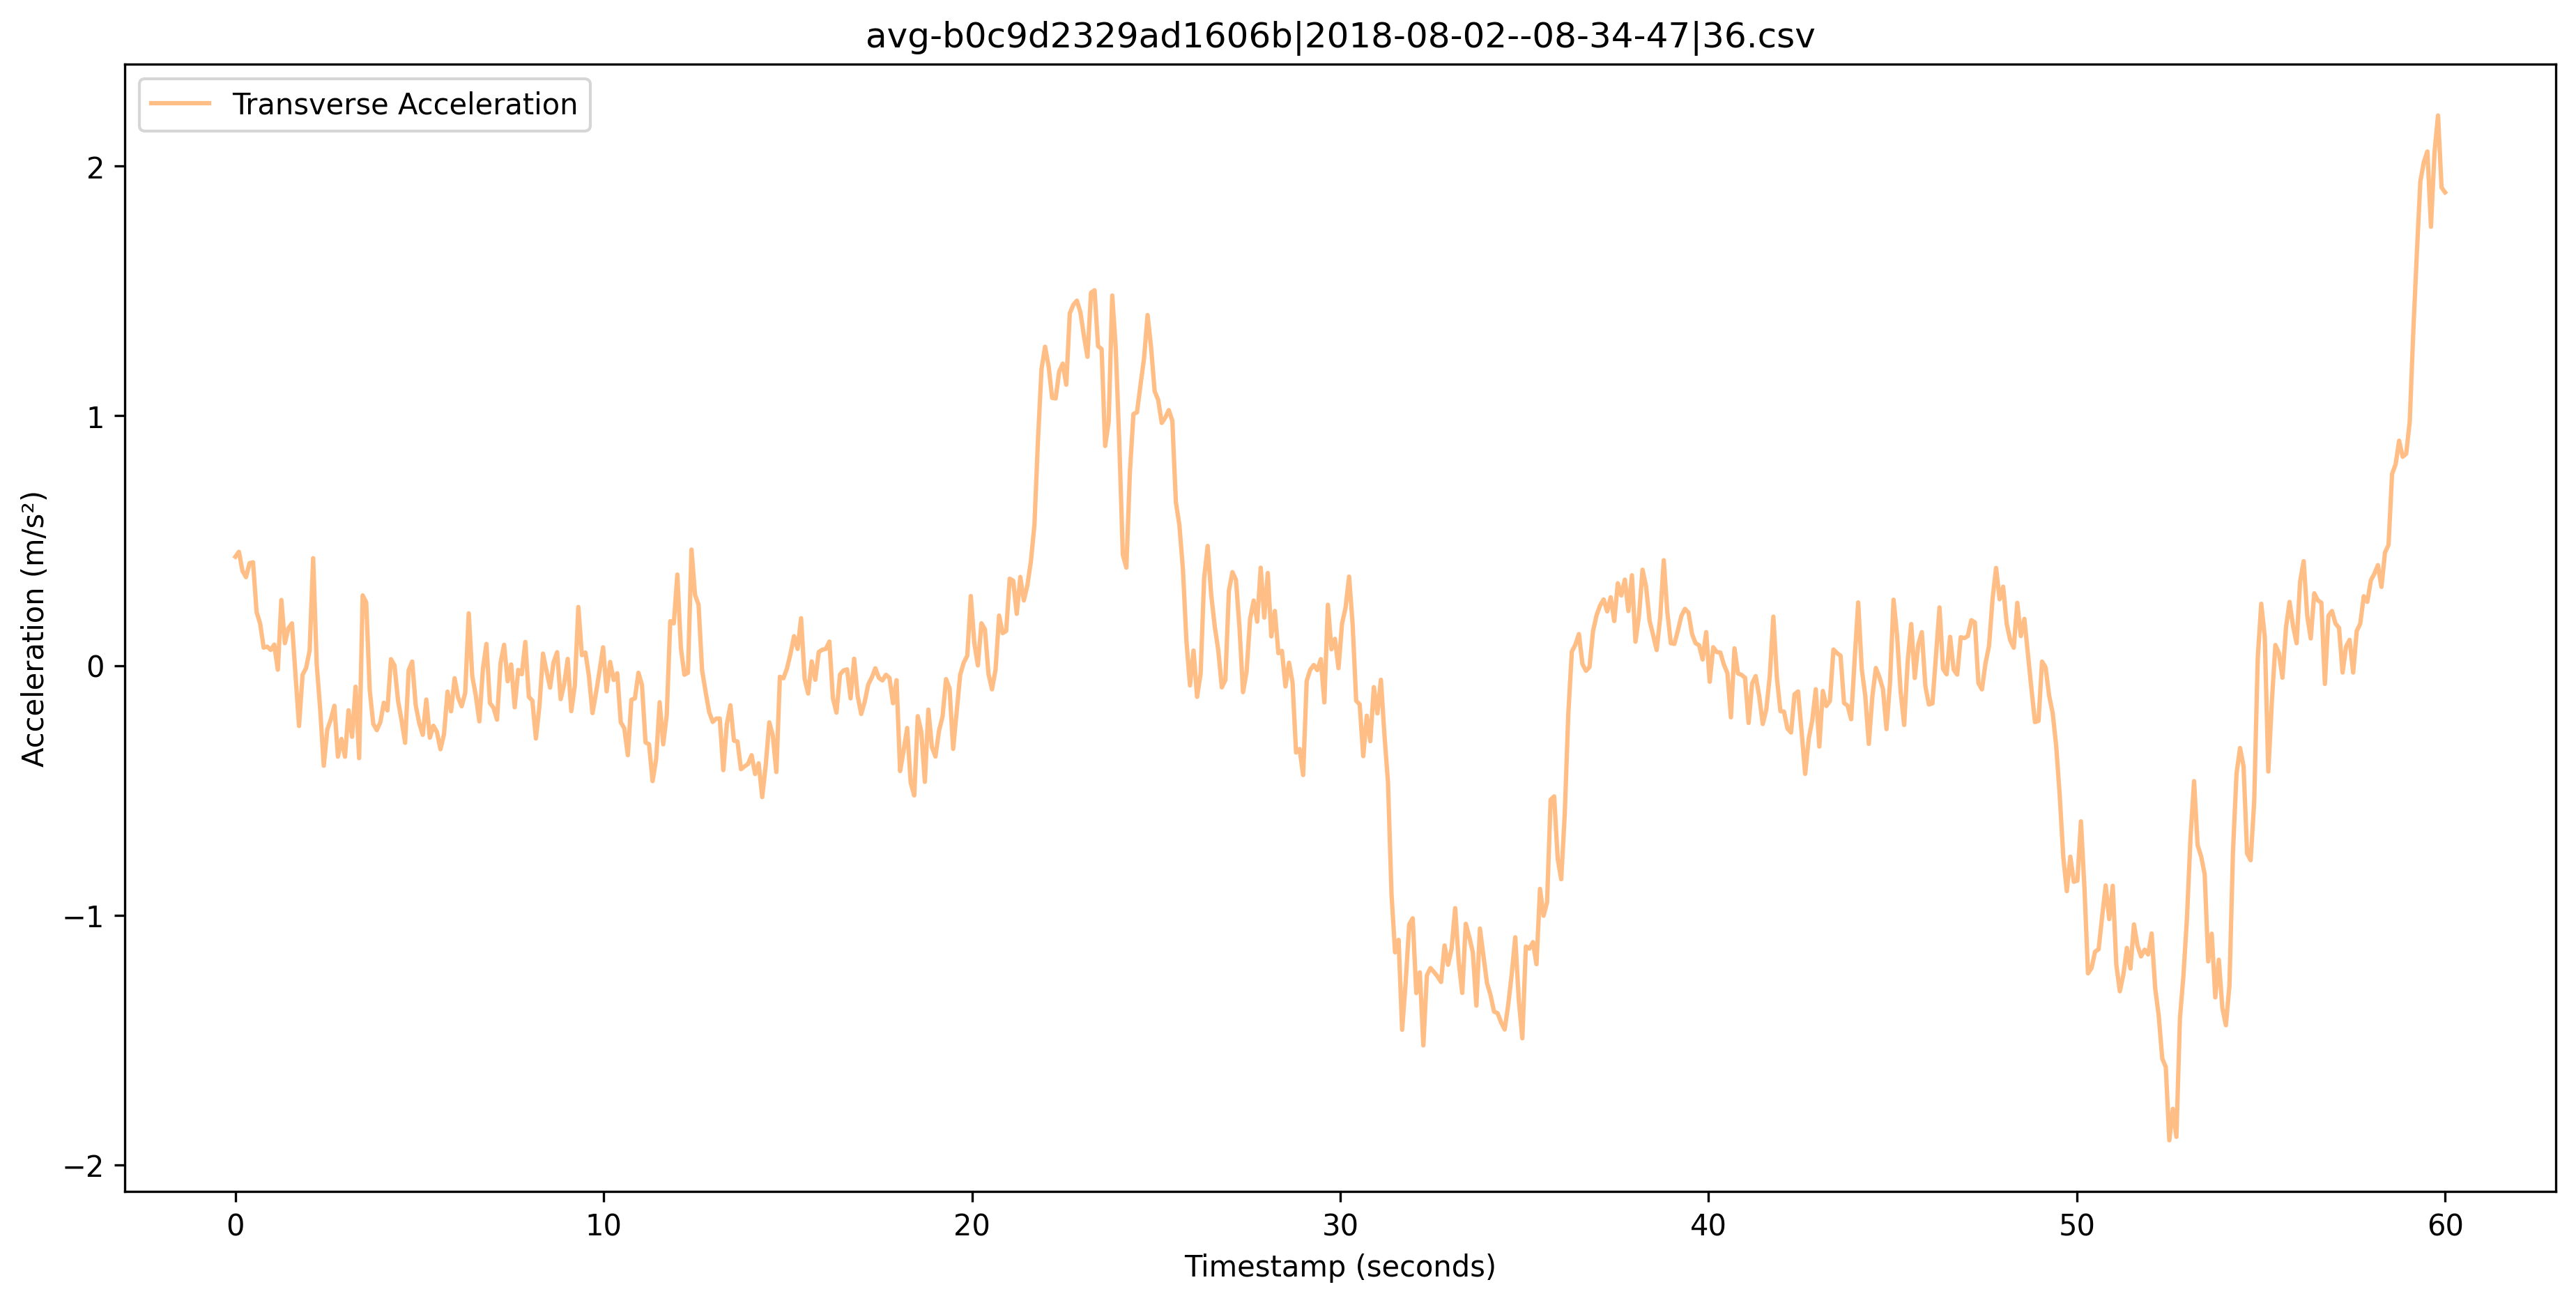 avg-b0c9d2329ad1606b|2018-08-02--08-34-47|36.csv
Transverse Acceleration
Acceleration (m/s²)
2
1
0
−1
−2
0 10 20 30 40 50 60
Timestamp (seconds)